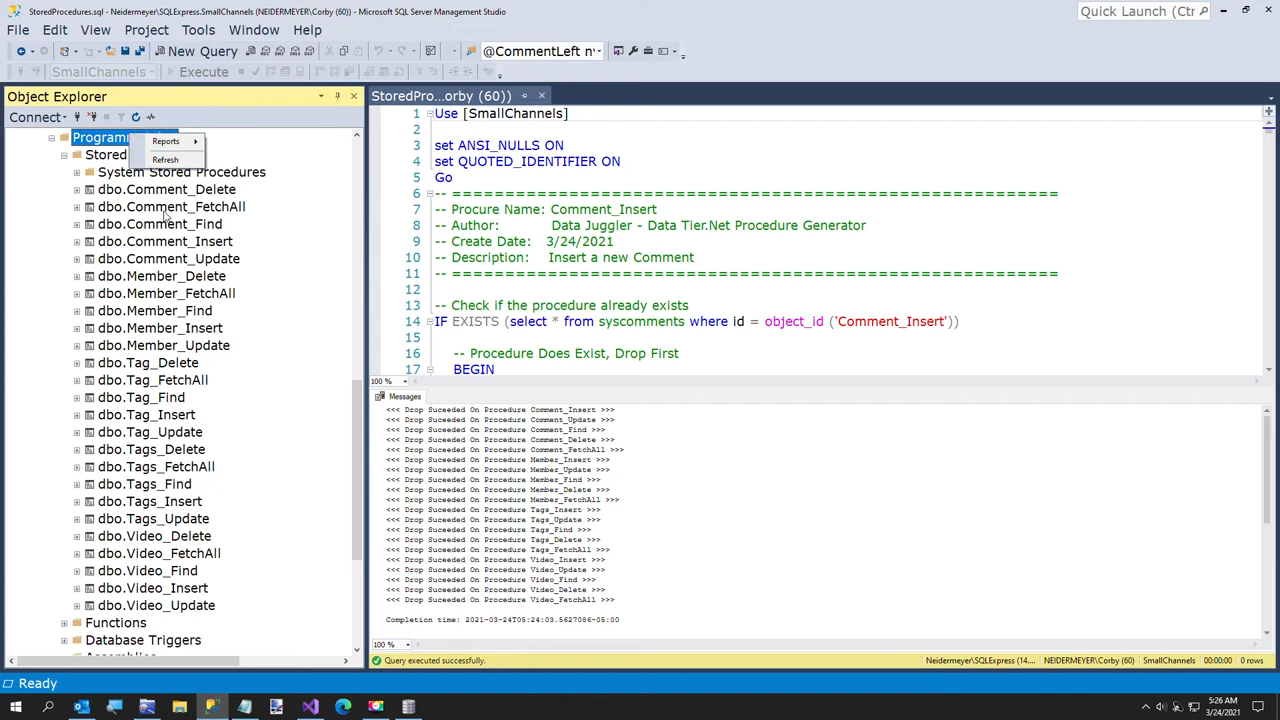 StoredProcedures.sql - Neidermeyer\SQLExpress.SmallChannels (NEIDERMEYER\Corby (60)) - Microsoft SQL Server Management Studio
Quick Launch (Ctr
File Edit View Project Tools Window Help
New Query
@CommentLeft n
SmallChannels
Execute
Object Explorer
Connect
Programm
Reports
Refresh
Stored
System Stored Procedures
dbo.Comment_Delete
dbo.Comment_FetchAll
dbo.Comment_Find
dbo.Comment_Insert
dbo.Comment_Update
dbo.Member_Delete
dbo.Member_FetchAll
dbo.Member_Find
dbo.Member_Insert
dbo.Member_Update
dbo.Tag_Delete
dbo.Tag_FetchAll
dbo.Tag_Find
dbo.Tag_Insert
dbo.Tag_Update
dbo.Tags_Delete
dbo.Tags_FetchAll
dbo.Tags_Find
dbo.Tags_Insert
dbo.Tags_Update
dbo.Video_Delete
dbo.Video_FetchAll
dbo.Video_Find
dbo.Video_Insert
dbo.Video_Update
Functions
Database Triggers
StoredPro...orby (60))
1 Use [SmallChannels]
2
3 set ANSI_NULLS ON
4 set QUOTED_IDENTIFIER ON
5 Go
6 -- =========================================================
7 -- Procure Name: Comment_Insert
8 -- Author: Data Juggler - Data Tier.Net Procedure Generator
9 -- Create Date: 3/24/2021
10 -- Description: Insert a new Comment
11 -- =========================================================
12
13 -- Check if the procedure already exists
14 IF EXISTS (select * from syscomments where id = object_id ('Comment_Insert'))
15
16 -- Procedure Does Exist, Drop First
17 BEGIN
100 %
Messages
<<< Drop Suceeded On Procedure Comment_Insert >>>
<<< Drop Suceeded On Procedure Comment_Update >>>
<<< Drop Suceeded On Procedure Comment_Find >>>
<<< Drop Suceeded On Procedure Comment_Delete >>>
<<< Drop Suceeded On Procedure Comment_FetchAll >>>
<<< Drop Suceeded On Procedure Member_Insert >>>
<<< Drop Suceeded On Procedure Member_Update >>>
<<< Drop Suceeded On Procedure Member_Find >>>
<<< Drop Suceeded On Procedure Member_Delete >>>
<<< Drop Suceeded On Procedure Member_FetchAll >>>
<<< Drop Suceeded On Procedure Tags_Insert >>>
<<< Drop Suceeded On Procedure Tags_Update >>>
<<< Drop Suceeded On Procedure Tags_Find >>>
<<< Drop Suceeded On Procedure Tags_Delete >>>
<<< Drop Suceeded On Procedure Tags_FetchAll >>>
<<< Drop Suceeded On Procedure Video_Insert >>>
<<< Drop Suceeded On Procedure Video_Update >>>
<<< Drop Suceeded On Procedure Video_Find >>>
<<< Drop Suceeded On Procedure Video_Delete >>>
<<< Drop Suceeded On Procedure Video_FetchAll >>>
Completion time: 2021-03-24T05:24:03.5627086-05:00
100 %
Query executed successfully.
Neidermeyer\SQLExpress (14.... NEIDERMEYER\Corby (60) SmallChannels 00:00:00 0 rows
Ready
5:26 AM
3/24/2021